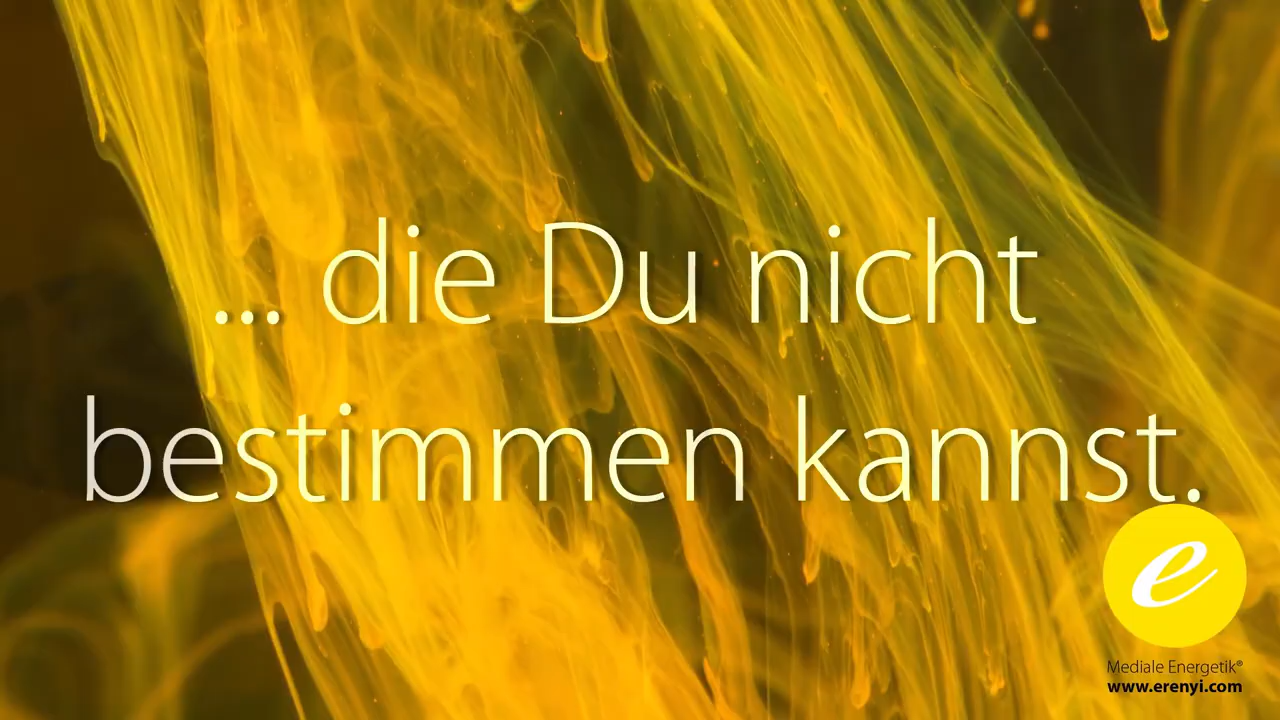 ... die Du nicht
bestimmen kannst.
e
Mediale Energetik®
www.erenyi.com